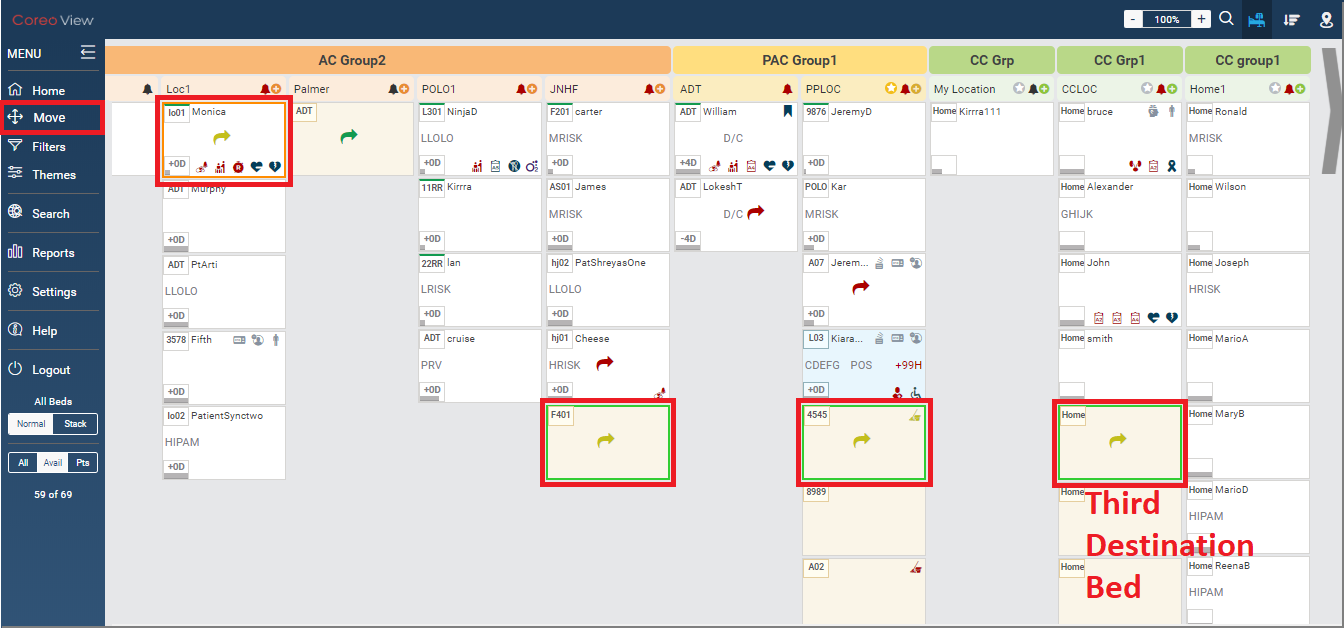 Coreo View
- 100% +
MENU
Home
Move
Filters
Themes
Search
Reports
Settings
Help
Logout
All Beds
Normal Stack
All Avail Pts
59 of 69
AC Group2
PAC Group1
CC Grp
CC Grp1
CC group1
Loc1
Palmer
POLO1
JNHF
ADT
PPLOC
My Location
CCLOC
Home1
lo01 Monica
+0D
ADT Murphy
+0D
ADT PtArti
LLOLO
+0D
3578 Fifth
+0D
lo02 PatientSynctwo
HIPAM
+0D
ADT
L301 NinjaD
LLOLO
+0D
11RR Kirrra
+0D
22RR Ian
LRISK
+0D
ADT cruise
PRV
+0D
F201 carter
MRISK
+0D
AS01 James
MRISK
+0D
hj02 PatShreyasOne
LLOLO
+0D
hj01 Cheese
HRISK
+0D
F401
ADT William
D/C
+4D
ADT LokeshT
D/C
-4D
9876 JeremyD
+0D
POLO Kar
MRISK
+0D
A07 Jerem...
+0D
L03 Kiara...
CDEFG POS +99H
+0D
4545
8989
A02
Home Kirrra111
Home bruce
Home Alexander
GHIJK
Home John
Home smith
Home
Home
Home
Third
Destination
Bed
Home Ronald
MRISK
Home Wilson
Home Joseph
HRISK
Home MarioA
Home MaryB
Home MarioD
HIPAM
Home ReenaB
HIPAM